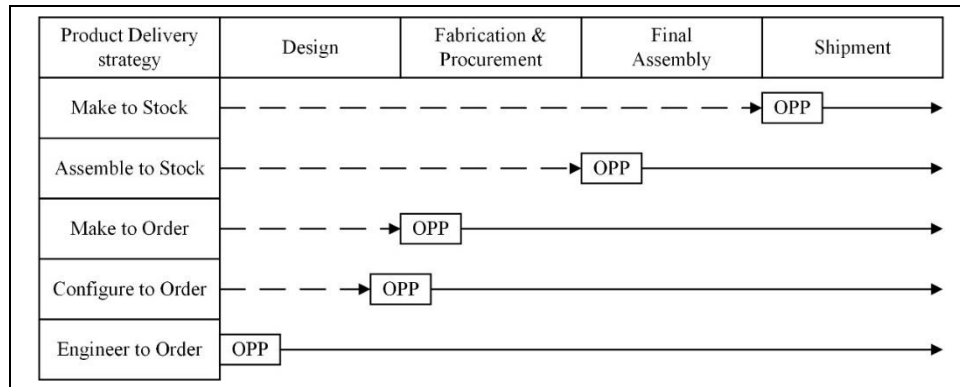 Product Delivery
strategy
Design
Fabrication &
Procurement
Final
Assembly
Shipment
Make to Stock
OPP
Assemble to Stock
OPP
Make to Order
OPP
Configure to Order
OPP
Engineer to Order
OPP